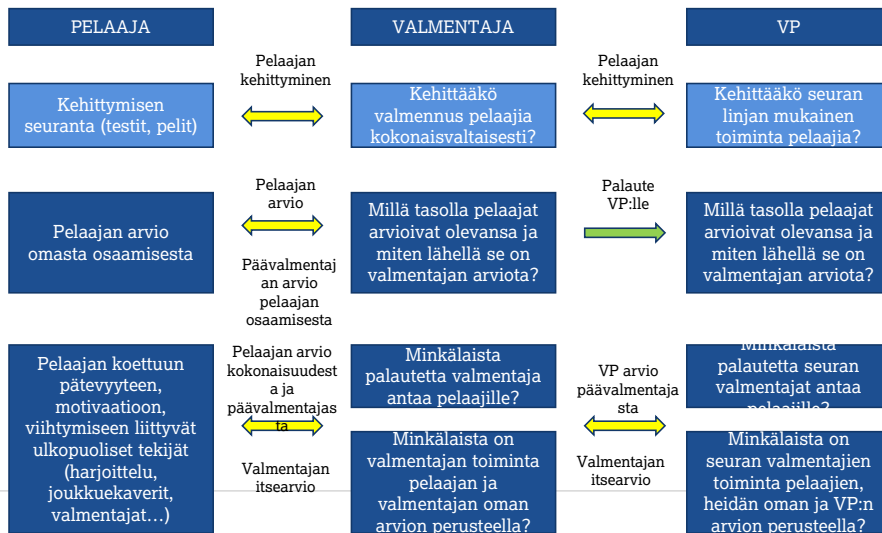 PELAAJA
VALMENTAJA
VP
Pelaajan
kehittyminen
Pelaajan
kehittyminen
Kehittymisen
seuranta (testit, pelit)
Kehittääkö
valmennus pelaajia
kokonaisvaltaisesti?
Kehittääkö seuran
linjan mukainen
toiminta pelaajia?
Pelaajan
arvio
Palaute
VP:lle
Pelaajan arvio
omasta osaamisesta
Millä tasolla pelaajat
arvioivat olevansa ja
miten lähellä se on
valmentajan arviota?
Millä tasolla pelaajat
arvioivat olevansa ja
miten lähellä se on
valmentajan arviota?
Päävalmentaj
an arvio
pelaajan
osaamisesta
Pelaajan koettuun
pätevyyteen,
motivaatioon,
viihtymiseen liittyvät
ulkopuoliset tekijät
(harjoittelu,
joukkuekaverit,
valmentajat…)
Pelaajan arvio
kokonaisuudest
a ja
päävalmentajas
ta
Valmentajan
itsearvio
Minkälaista
palautetta valmentaja
antaa pelaajille?
Minkälaista on
valmentajan toiminta
pelaajan ja
valmentajan oman
arvion perusteella?
VP arvio
päävalmentaja
sta
Valmentajan
itsearvio
Minkälaista
palautetta seuran
valmentajat antaa
pelaajille?
Minkälaista on
seuran valmentajien
toiminta pelaajien,
heidän oman ja VP:n
arvion perusteella?